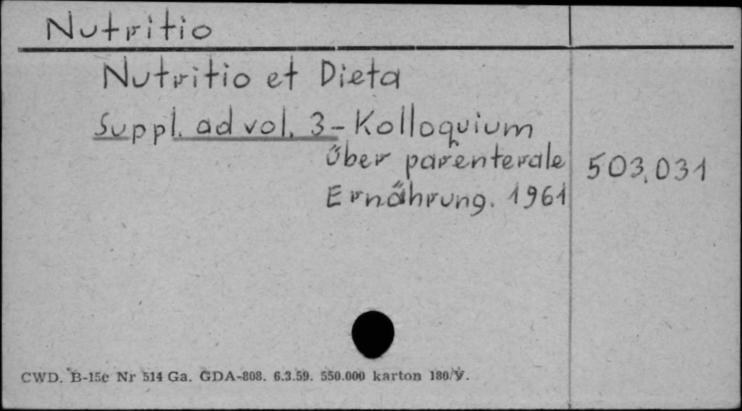 Nutritio
Nutritio et Dieta
Suppl. ad vol. 3 - Kolloquium
über parenterale
Ernährung. 1961
503.031
CWD. B-15c Nr 514 Ga. GDA-808. 6.3.59. 550.000 karton 180/V.